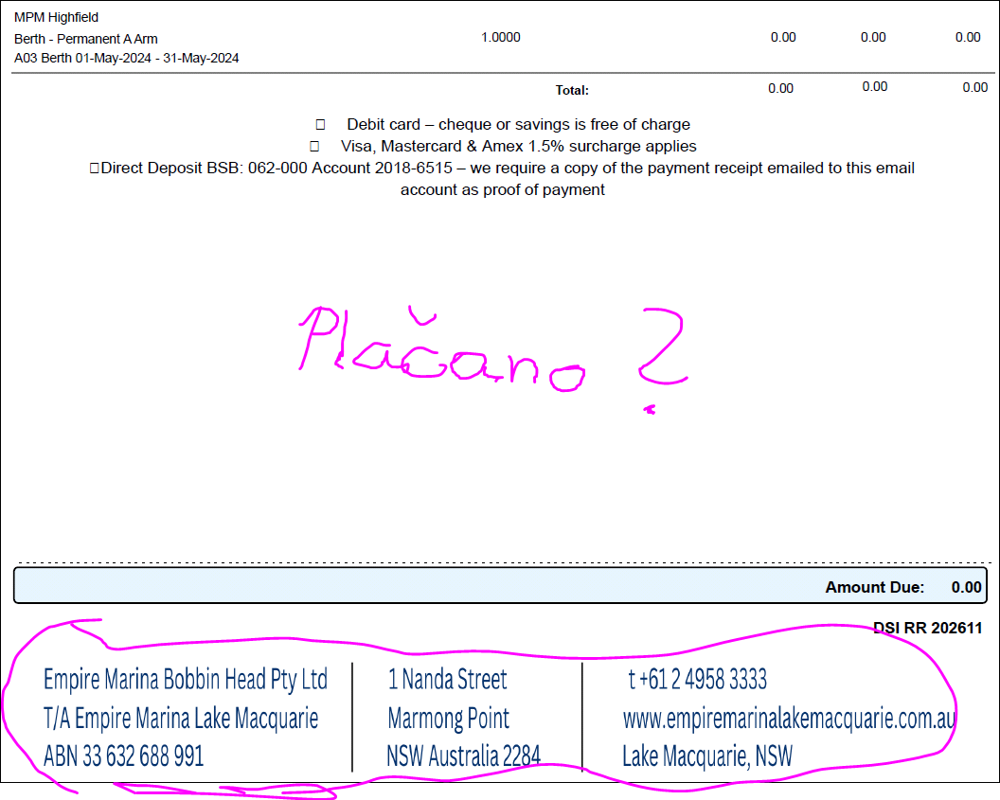 MPM Highfield
Berth - Permanent A Arm 1.0000 0.00 0.00 0.00
A03 Berth 01-May-2024 - 31-May-2024
Total: 0.00 0.00 0.00
Debit card – cheque or savings is free of charge
Visa, Mastercard & Amex 1.5% surcharge applies
Direct Deposit BSB: 062-000 Account 2018-6515 – we require a copy of the payment receipt emailed to this email
account as proof of payment
Plačano ?
Amount Due: 0.00
DSI RR 202611
Empire Marina Bobbin Head Pty Ltd 1 Nanda Street t +61 2 4958 3333
T/A Empire Marina Lake Macquarie Marmong Point www.empiremarinalakemacquarie.com.au
ABN 33 632 688 991 NSW Australia 2284 Lake Macquarie, NSW